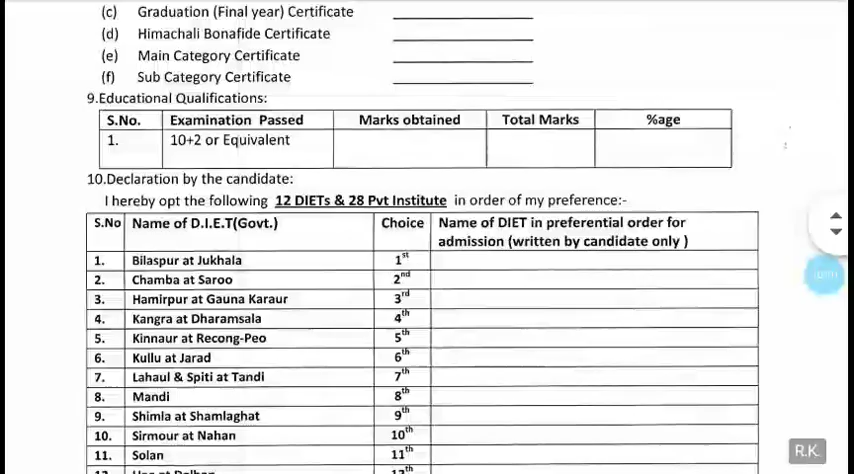 (c) Graduation (Final year) Certificate
(d) Himachali Bonafide Certificate
(e) Main Category Certificate
(f) Sub Category Certificate
9.Educational Qualifications:
S.No. Examination Passed Marks obtained Total Marks %age
1. 10+2 or Equivalent
10.Declaration by the candidate:
I hereby opt the following 12 DIETs & 28 Pvt Institute in order of my preference:-
S.No Name of D.I.E.T(Govt.) Choice Name of DIET in preferential order for
admission (written by candidate only )
1. Bilaspur at Jukhala 1st
2. Chamba at Saroo 2nd
3. Hamirpur at Gauna Karaur 3rd
4. Kangra at Dharamsala 4th
5. Kinnaur at Recong-Peo 5th
6. Kullu at Jarad 6th
7. Lahaul & Spiti at Tandi 7th
8. Mandi 8th
9. Shimla at Shamlaghat 9th
10. Sirmour at Nahan 10th
11. Solan 11th
R.K.